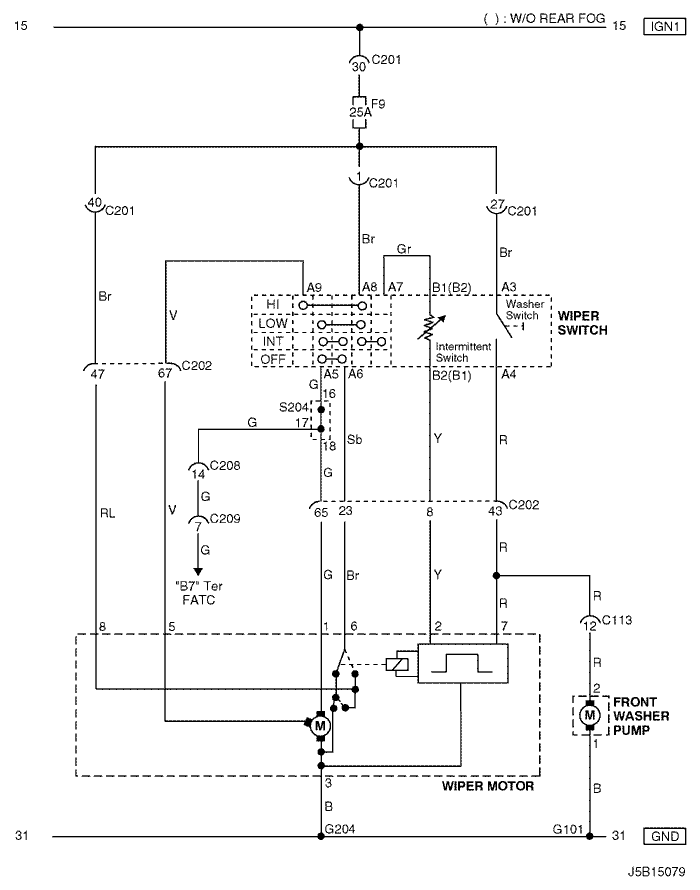 ( ) : W/O REAR FOG
15 15 IGN1
C201
30
F9
25A
40 C201
1 C201
27 C201
Br
Gr
Br
Br
V
A9 A8 A7 B1(B2) A3
HI
LOW
INT
OFF
Washer
Switch
Intermittent
Switch
WIPER
SWITCH
C202
47 67
A5 A6 B2(B1) A4
G
16
S204
17
G
18
Sb
Y
R
G
C208
14
G
C209
7
G
"B7" Ter
FATC
RL
V
65 23 8 43 C202
R
G Br Y
R
R
C113
12
R
8 5 1 6 2 7
2
M
M
FRONT
WASHER
PUMP
1
3
WIPER MOTOR
B
B
31 G204 G101 31 GND
J5B15079